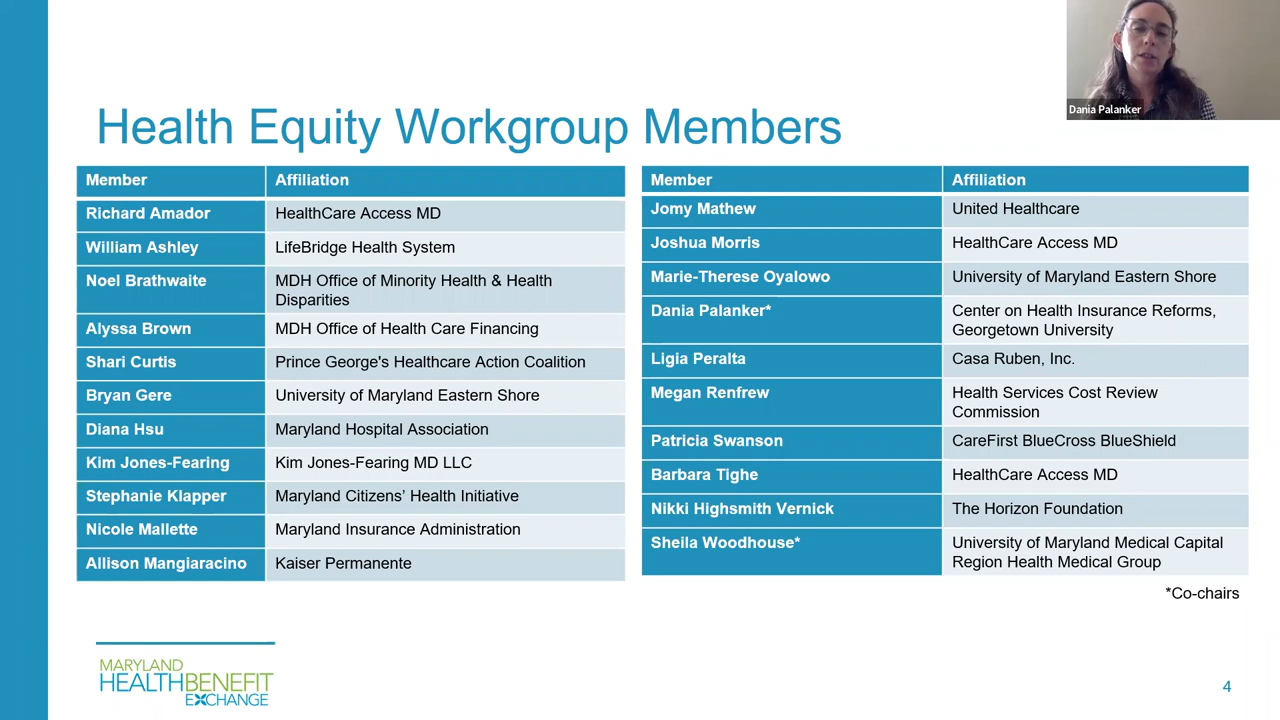 Dania Palanker
Health Equity Workgroup Members
Member Affiliation
Richard Amador HealthCare Access MD
William Ashley LifeBridge Health System
Noel Brathwaite MDH Office of Minority Health & Health
Disparities
Alyssa Brown MDH Office of Health Care Financing
Shari Curtis Prince George's Healthcare Action Coalition
Bryan Gere University of Maryland Eastern Shore
Diana Hsu Maryland Hospital Association
Kim Jones-Fearing Kim Jones-Fearing MD LLC
Stephanie Klapper Maryland Citizens’ Health Initiative
Nicole Mallette Maryland Insurance Administration
Allison Mangiaracino Kaiser Permanente
Member Affiliation
Jomy Mathew United Healthcare
Joshua Morris HealthCare Access MD
Marie-Therese Oyalowo University of Maryland Eastern Shore
Dania Palanker* Center on Health Insurance Reforms,
Georgetown University
Ligia Peralta Casa Ruben, Inc.
Megan Renfrew Health Services Cost Review
Commission
Patricia Swanson CareFirst BlueCross BlueShield
Barbara Tighe HealthCare Access MD
Nikki Highsmith Vernick The Horizon Foundation
Sheila Woodhouse* University of Maryland Medical Capital
Region Health Medical Group
*Co-chairs
MARYLAND
HEALTHBENEFIT
EXCHANGE
4